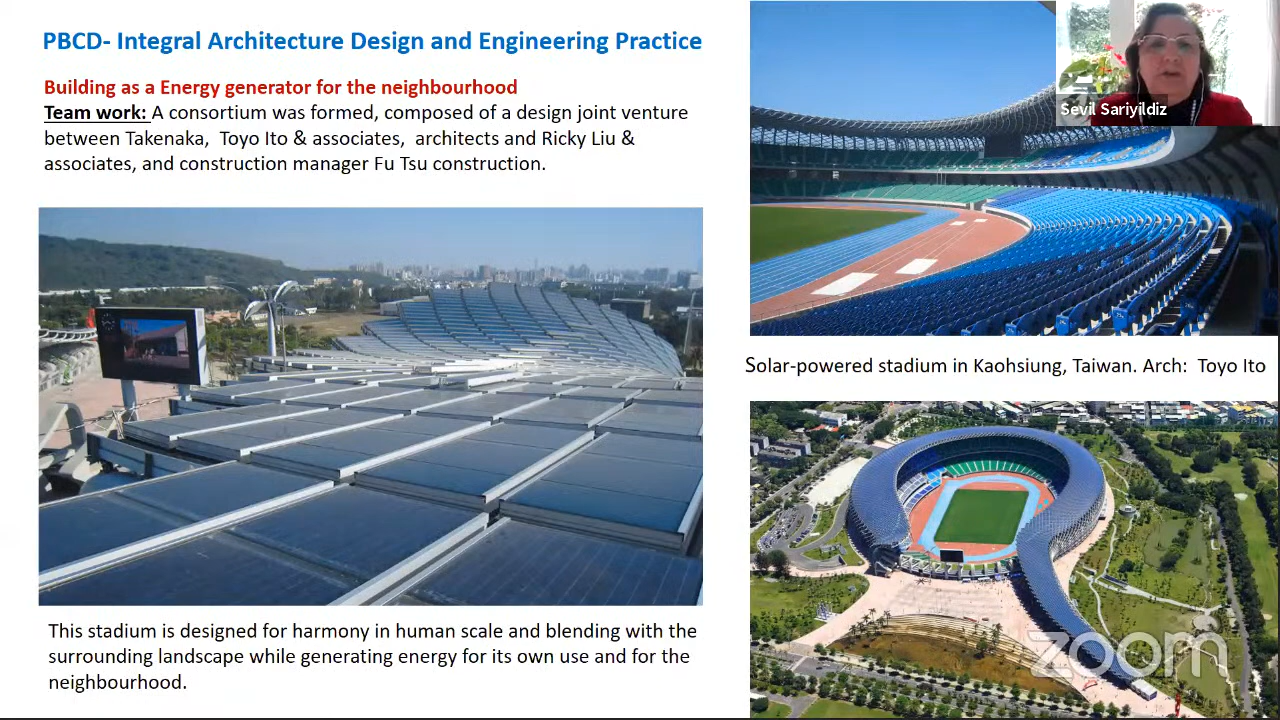 PBCD- Integral Architecture Design and Engineering Practice
Building as a Energy generator for the neighbourhood
Team work: A consortium was formed, composed of a design joint venture
between Takenaka, Toyo Ito & associates, architects and Ricky Liu &
associates, and construction manager Fu Tsu construction.
Sevil Sariyildiz
Solar-powered stadium in Kaohsiung, Taiwan. Arch: Toyo Ito
This stadium is designed for harmony in human scale and blending with the
surrounding landscape while generating energy for its own use and for the
neighbourhood.
zoom